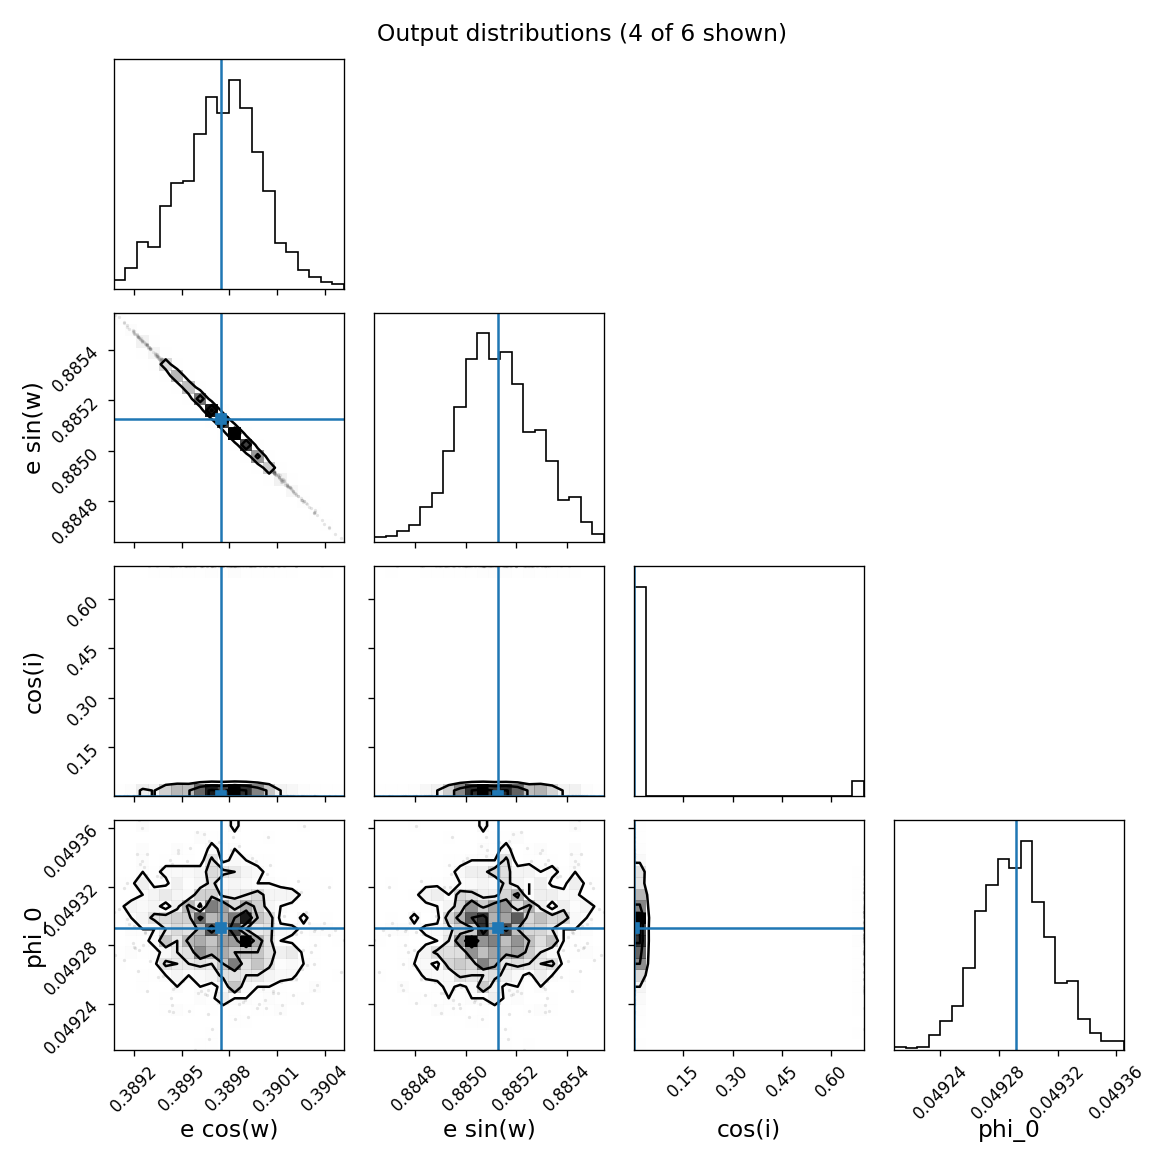 Output distributions (4 of 6 shown)
e sin(w)
0.8854
0.8852
0.8850
0.8848
cos(i)
0.60
0.45
0.30
0.15
phi_0
0.04936
0.04932
0.04928
0.04924
0.3892 0.3895 0.3898 0.3901 0.3904
0.8848 0.8850 0.8852 0.8854
0.15 0.30 0.45 0.60
0.04924 0.04928 0.04932 0.04936
e cos(w) e sin(w) cos(i) phi_0